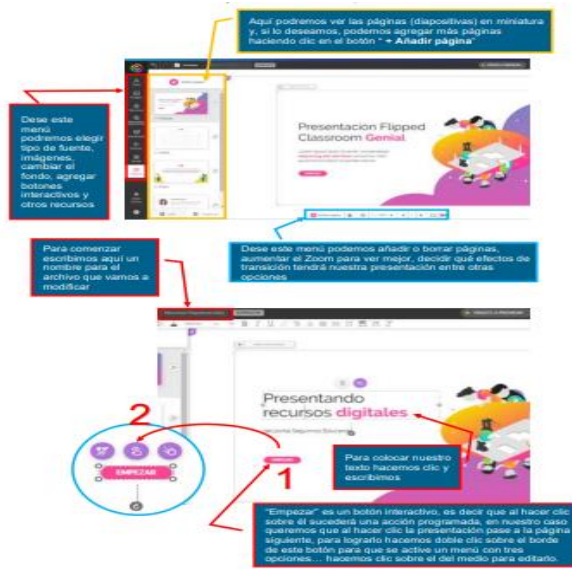 Aquí podremos ver las páginas (diapositivas) en miniatura
y, si lo deseamos, podemos agregar más páginas
haciendo clic en el botón " + Añadir página"
Dese este
menú
podremos elegir
tipo de fuente,
imágenes,
cambiar el
fondo, agregar
botones
interactivos y
otros recursos
Presentación Flipped
Classroom Genial
Dese este menú podemos añadir o borrar páginas,
aumentar el Zoom para ver mejor, decidir qué efectos de
transición tendrá nuestra presentación entre otras
opciones
Para comenzar
escribimos aquí un
nombre para el
archivo que vamos a
modificar
Presentando
recursos digitales
2
EMPEZAR
1
Para colocar nuestro
texto hacemos clic y
escribimos
"Empezar" es un botón interactivo, es decir que al hacer clic
sobre él sucederá una acción programada, en nuestro caso
queremos que al hacer clic la presentación pase a la página
siguiente, para lograrlo hacemos doble clic sobre el borde
de este botón para que se active un menú con tres
opciones... hacemos clic sobre el del medio para editarlo.